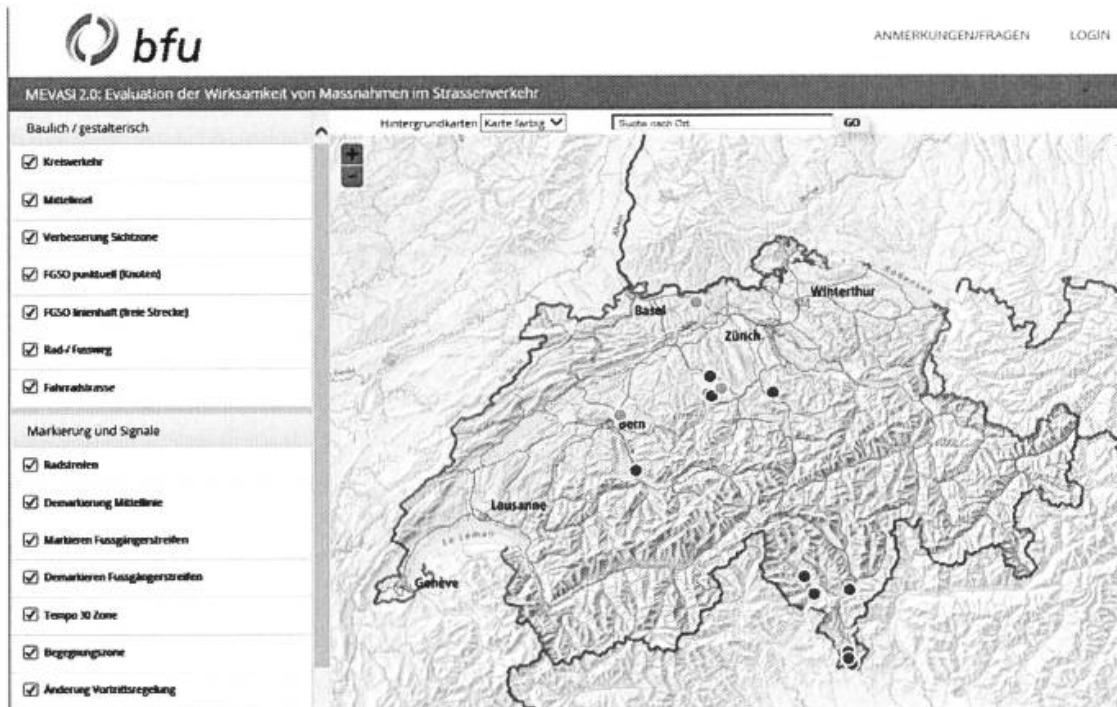 bfu
ANMERKUNGEN/FRAGEN LOGIN
MEVASI 2.0: Evaluation der Wirksamkeit von Massnahmen im Strassenverkehr
Baulich / gestalterisch
Hintergrundkarten Karte farbig Suche nach Ort GO
Kreisverkehr
Mittelinsel
Verbesserung Sichtzone
FGSO punktuell (Knoten)
FGSO linienhaft (freie Strecke)
Rad-/ Fussweg
Fahrradstrasse
Markierung und Signale
Radstreifen
Demarkierung Mittellinie
Markieren Fussgängerstreifen
Demarkieren Fussgängerstreifen
Tempo 30 Zone
Begegnungszone
Änderung Vortrittsregelung
+
−
Bodensee
Winterthur
Basel
Zürich
Bern
Lausanne
Le Léman
Genève